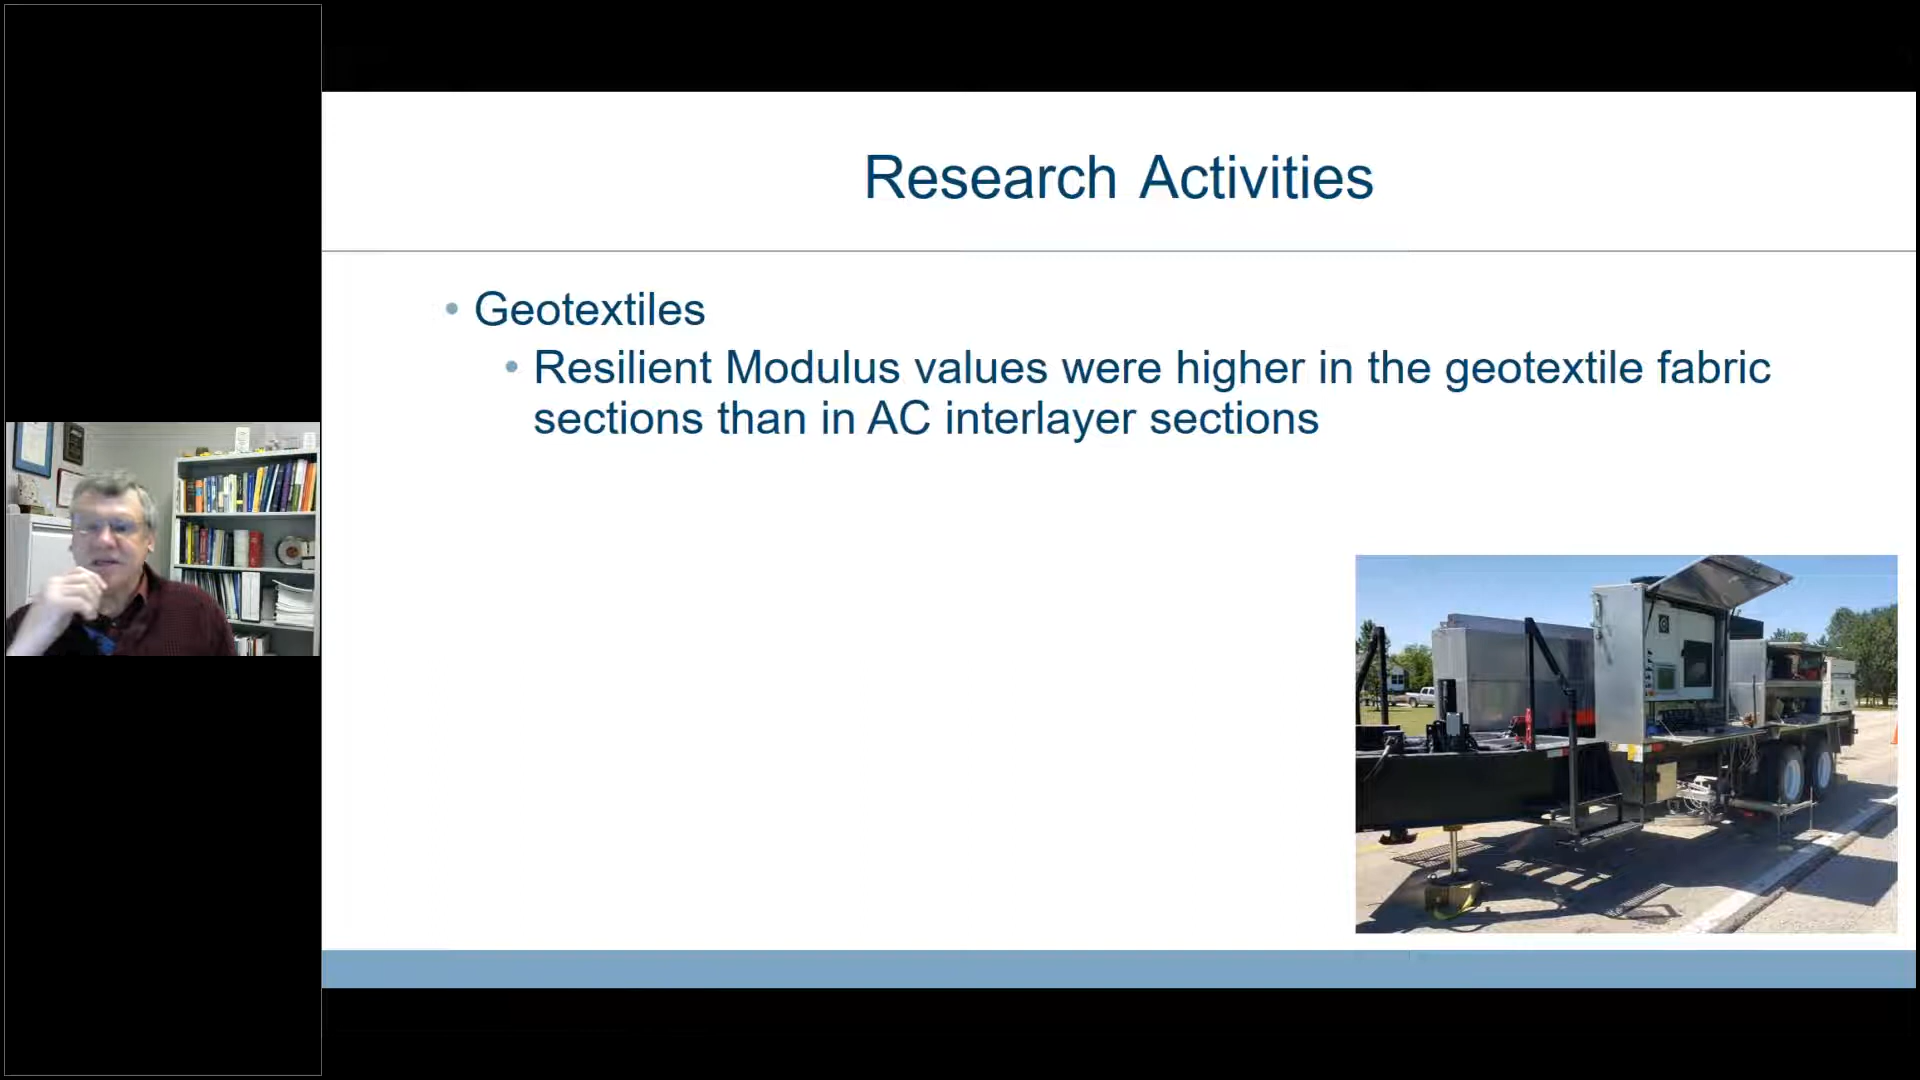 Research Activities
• Geotextiles
• Resilient Modulus values were higher in the geotextile fabric
sections than in AC interlayer sections